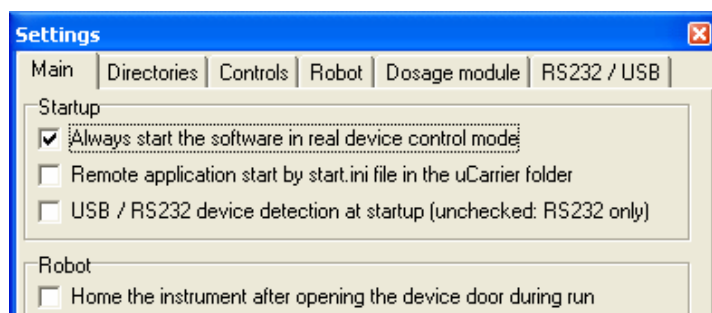 Settings
Main Directories Controls Robot Dosage module RS232 / USB
Startup
Always start the software in real device control mode
Remote application start by start.ini file in the uCarrier folder
USB / RS232 device detection at startup (unchecked: RS232 only)
Robot
Home the instrument after opening the device door during run